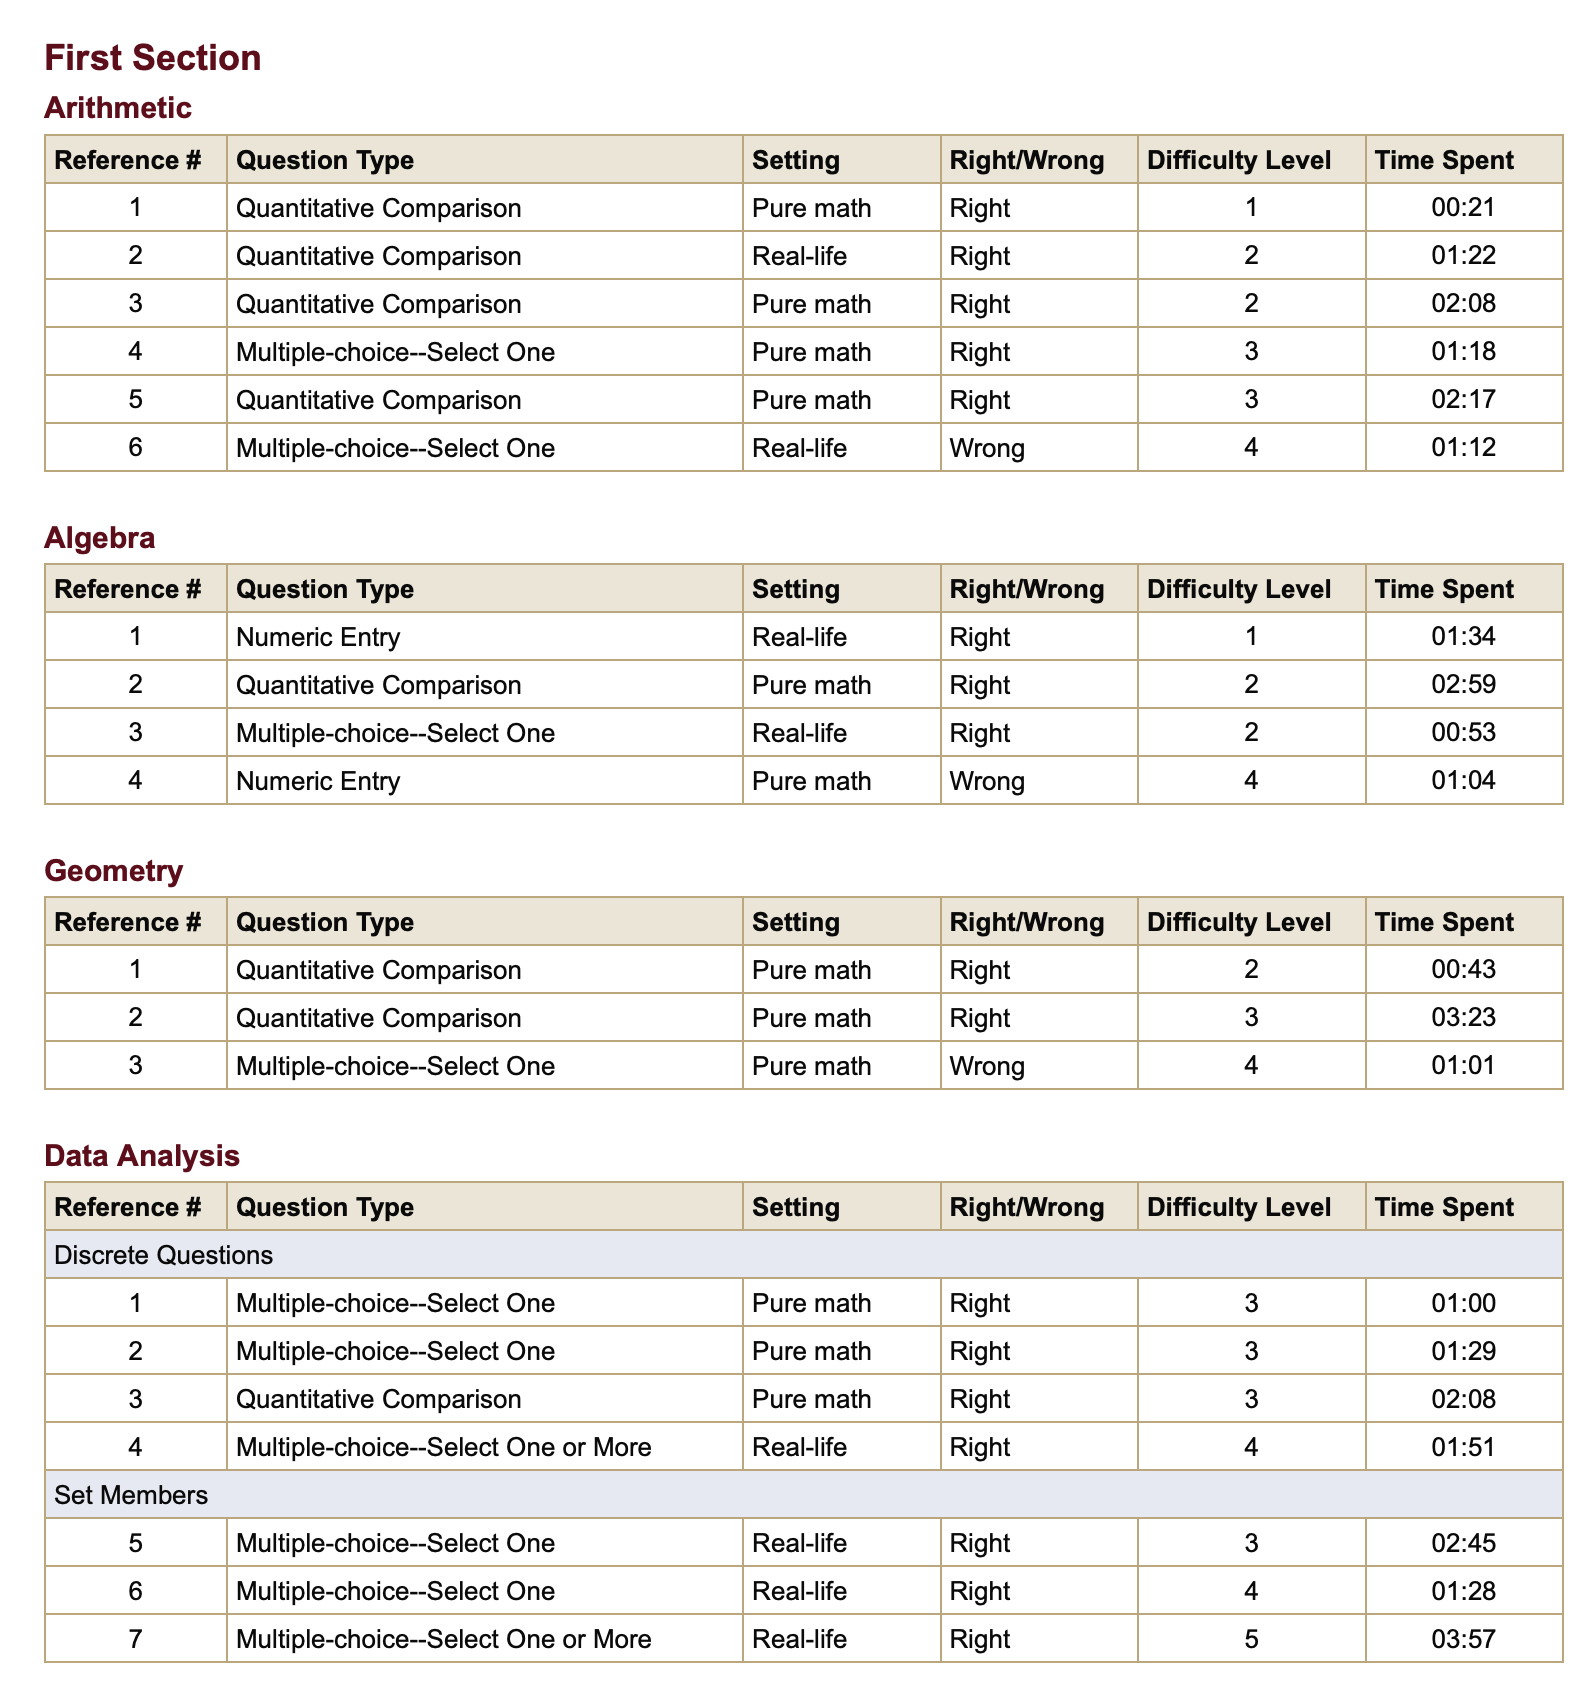 First Section
Arithmetic
Reference # Question Type Setting Right/Wrong Difficulty Level Time Spent
1 Quantitative Comparison Pure math Right 1 00:21
2 Quantitative Comparison Real-life Right 2 01:22
3 Quantitative Comparison Pure math Right 2 02:08
4 Multiple-choice--Select One Pure math Right 3 01:18
5 Quantitative Comparison Pure math Right 3 02:17
6 Multiple-choice--Select One Real-life Wrong 4 01:12
Algebra
Reference # Question Type Setting Right/Wrong Difficulty Level Time Spent
1 Numeric Entry Real-life Right 1 01:34
2 Quantitative Comparison Pure math Right 2 02:59
3 Multiple-choice--Select One Real-life Right 2 00:53
4 Numeric Entry Pure math Wrong 4 01:04
Geometry
Reference # Question Type Setting Right/Wrong Difficulty Level Time Spent
1 Quantitative Comparison Pure math Right 2 00:43
2 Quantitative Comparison Pure math Right 3 03:23
3 Multiple-choice--Select One Pure math Wrong 4 01:01
Data Analysis
Reference # Question Type Setting Right/Wrong Difficulty Level Time Spent
Discrete Questions
1 Multiple-choice--Select One Pure math Right 3 01:00
2 Multiple-choice--Select One Pure math Right 3 01:29
3 Quantitative Comparison Pure math Right 3 02:08
4 Multiple-choice--Select One or More Real-life Right 4 01:51
Set Members
5 Multiple-choice--Select One Real-life Right 3 02:45
6 Multiple-choice--Select One Real-life Right 4 01:28
7 Multiple-choice--Select One or More Real-life Right 5 03:57